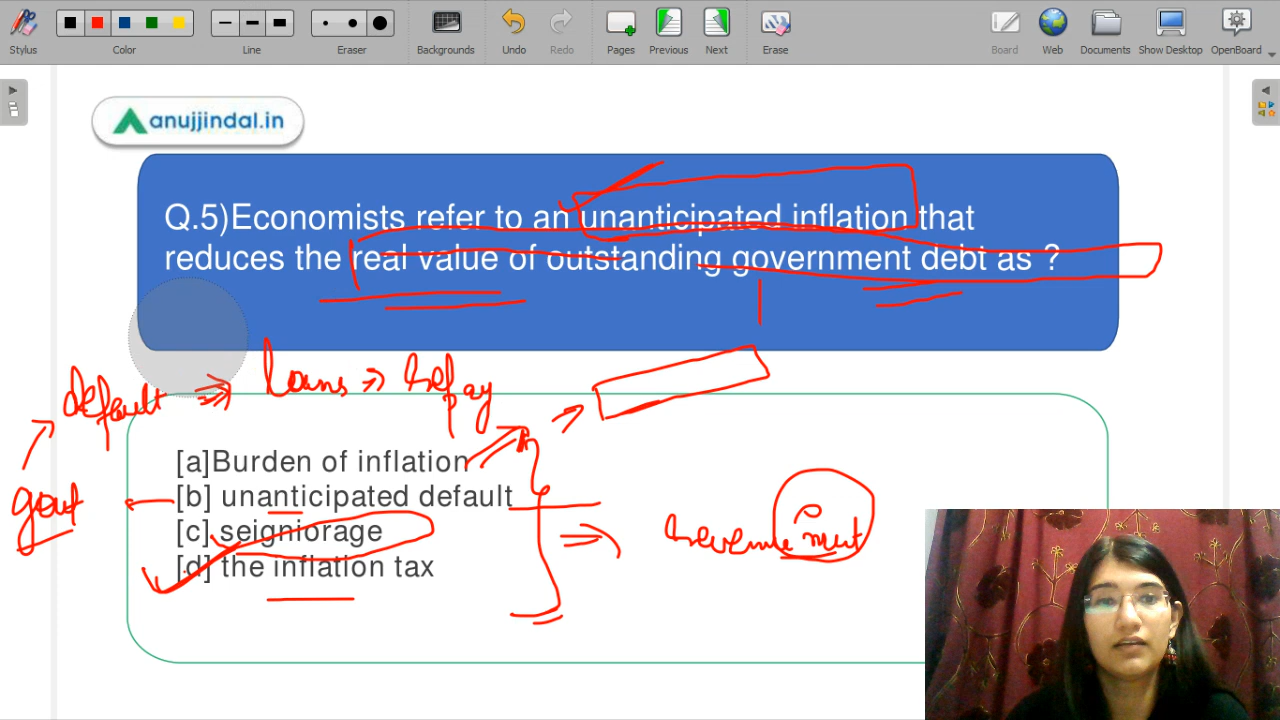 Stylus
Color
Line
Eraser
Backgrounds
Undo
Redo
Pages
Previous
Next
Erase
Board
Web
Documents
Show Desktop
OpenBoard
anujjindal.in
Q.5)Economists refer to an unanticipated inflation that
reduces the real value of outstanding government debt as ?
default
loans
repay
[a]Burden of inflation
[b] unanticipated default
[c] seigniorage
[d] the inflation tax
govt